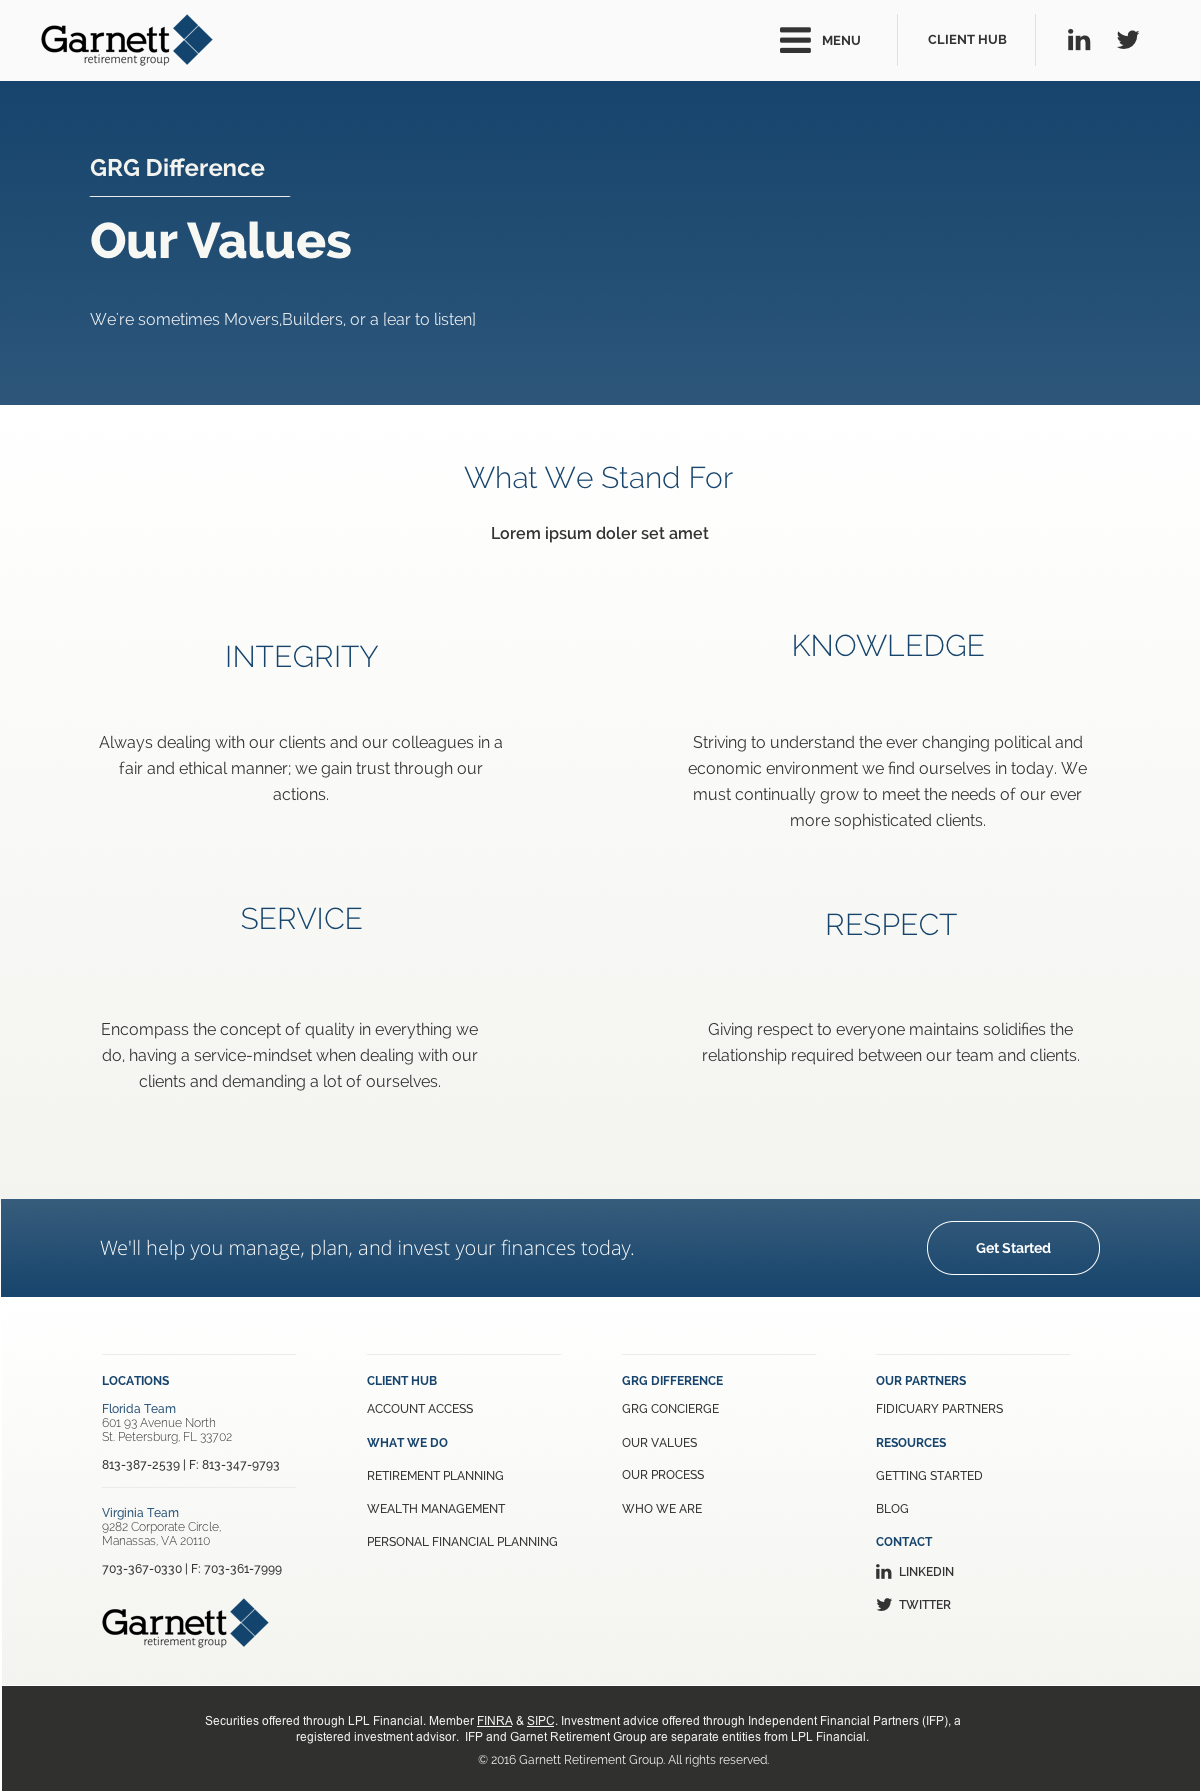 Garnett
retirement group
MENU
CLIENT HUB
GRG Difference
Our Values
We're sometimes Movers,Builders, or a [ear to listen]
What We Stand For
Lorem ipsum doler set amet
INTEGRITY
Always dealing with our clients and our colleagues in a
fair and ethical manner; we gain trust through our
actions.
KNOWLEDGE
Striving to understand the ever changing political and
economic environment we find ourselves in today. We
must continually grow to meet the needs of our ever
more sophisticated clients.
SERVICE
Encompass the concept of quality in everything we
do, having a service-mindset when dealing with our
clients and demanding a lot of ourselves.
RESPECT
Giving respect to everyone maintains solidifies the
relationship required between our team and clients.
We'll help you manage, plan, and invest your finances today.
Get Started
LOCATIONS
Florida Team
601 93 Avenue North
St. Petersburg, FL 33702
813-387-2539 | F: 813-347-9793
Virginia Team
9282 Corporate Circle,
Manassas, VA 20110
703-367-0330 | F: 703-361-7999
Garnett
retirement group
CLIENT HUB
ACCOUNT ACCESS
WHAT WE DO
RETIREMENT PLANNING
WEALTH MANAGEMENT
PERSONAL FINANCIAL PLANNING
GRG DIFFERENCE
GRG CONCIERGE
OUR VALUES
OUR PROCESS
WHO WE ARE
OUR PARTNERS
FIDICUARY PARTNERS
RESOURCES
GETTING STARTED
BLOG
CONTACT
LINKEDIN
TWITTER
Securities offered through LPL Financial. Member FINRA & SIPC. Investment advice offered through Independent Financial Partners (IFP), a
registered investment advisor.  IFP and Garnet Retirement Group are separate entities from LPL Financial.
© 2016 Garnett Retirement Group. All rights reserved.